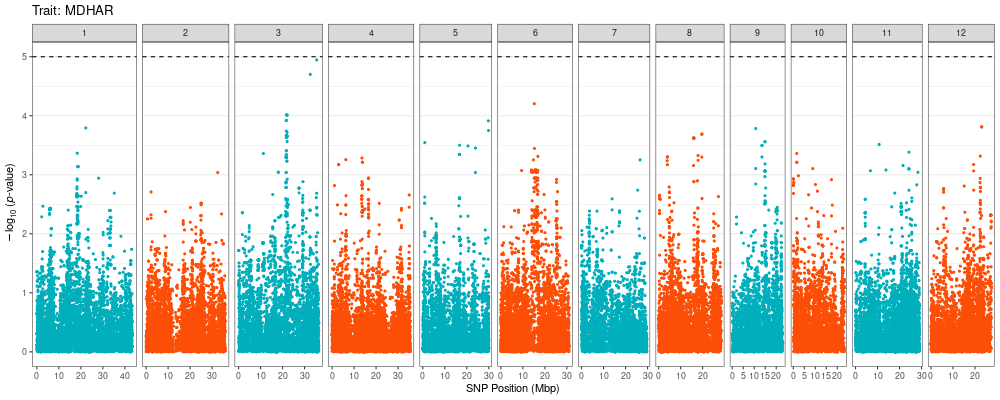 Trait: MDHAR
1 2 3 4 5 6 7 8 9 10 11 12
5
4
3
2
1
0
−log₁₀ (p-value)
0 10 20 30 40 0 10 20 30 0 10 20 30 0 10 20 30 0 10 20 30 0 10 20 30 0 10 20 30 0 10 20 0 5 10 15 20 0 5 10 15 20 0 10 20 30 0 10 20
SNP Position (Mbp)